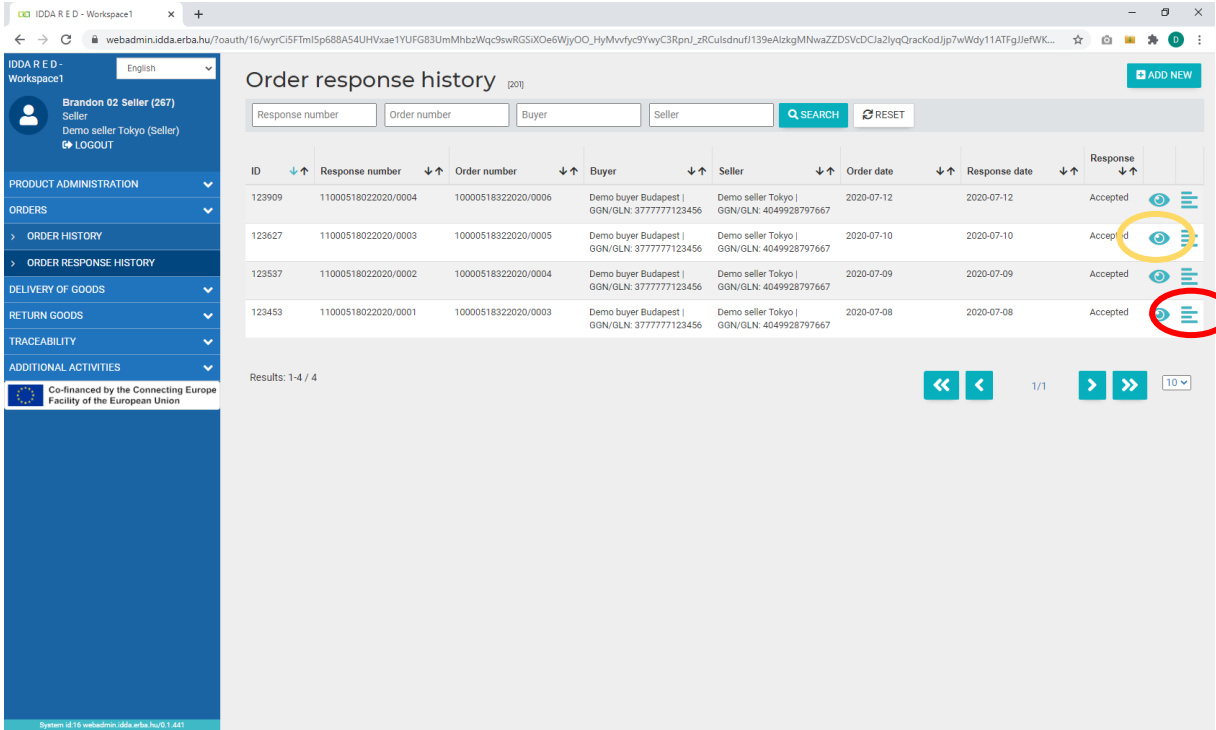 IDDA R E D - Workspace1
webadmin.idda.erba.hu/?oauth/16/wyrCi5FTmI5p688A54UHVxae1YUFG83UmMhbzWqc9swRGSiXOe6WjyOO_HyMvvfyc9YwyC3RpnJ_zRCuIsdnufJ139eAIzkgMNwaZZDSVcDCJa2lyqQracKodJjp7wWdy11ATFgJJefWK...
D
IDDA R E D -
Workspace1
English
Brandon 02 Seller (267)
Seller
Demo seller Tokyo (Seller)
LOGOUT
PRODUCT ADMINISTRATION
ORDERS
> ORDER HISTORY
> ORDER RESPONSE HISTORY
DELIVERY OF GOODS
RETURN GOODS
TRACEABILITY
ADDITIONAL ACTIVITIES
Co-financed by the Connecting Europe
Facility of the European Union
System id:16 webadmin.idda.erba.hu/0.1.441
Order response history [201]
ADD NEW
Response number Order number Buyer Seller SEARCH RESET
ID Response number Order number Buyer Seller Order date Response date Response
123909 11000518022020/0004 10000518322020/0006 Demo buyer Budapest | Demo seller Tokyo | 2020-07-12 2020-07-12 Accepted
GGN/GLN: 3777777123456 GGN/GLN: 4049928797667
123627 11000518022020/0003 10000518322020/0005 Demo buyer Budapest | Demo seller Tokyo | 2020-07-10 2020-07-10 Accepted
GGN/GLN: 3777777123456 GGN/GLN: 4049928797667
123537 11000518022020/0002 10000518322020/0004 Demo buyer Budapest | Demo seller Tokyo | 2020-07-09 2020-07-09 Accepted
GGN/GLN: 3777777123456 GGN/GLN: 4049928797667
123453 11000518022020/0001 10000518322020/0003 Demo buyer Budapest | Demo seller Tokyo | 2020-07-08 2020-07-08 Accepted
GGN/GLN: 3777777123456 GGN/GLN: 4049928797667
Results: 1-4 / 4
1/1
10